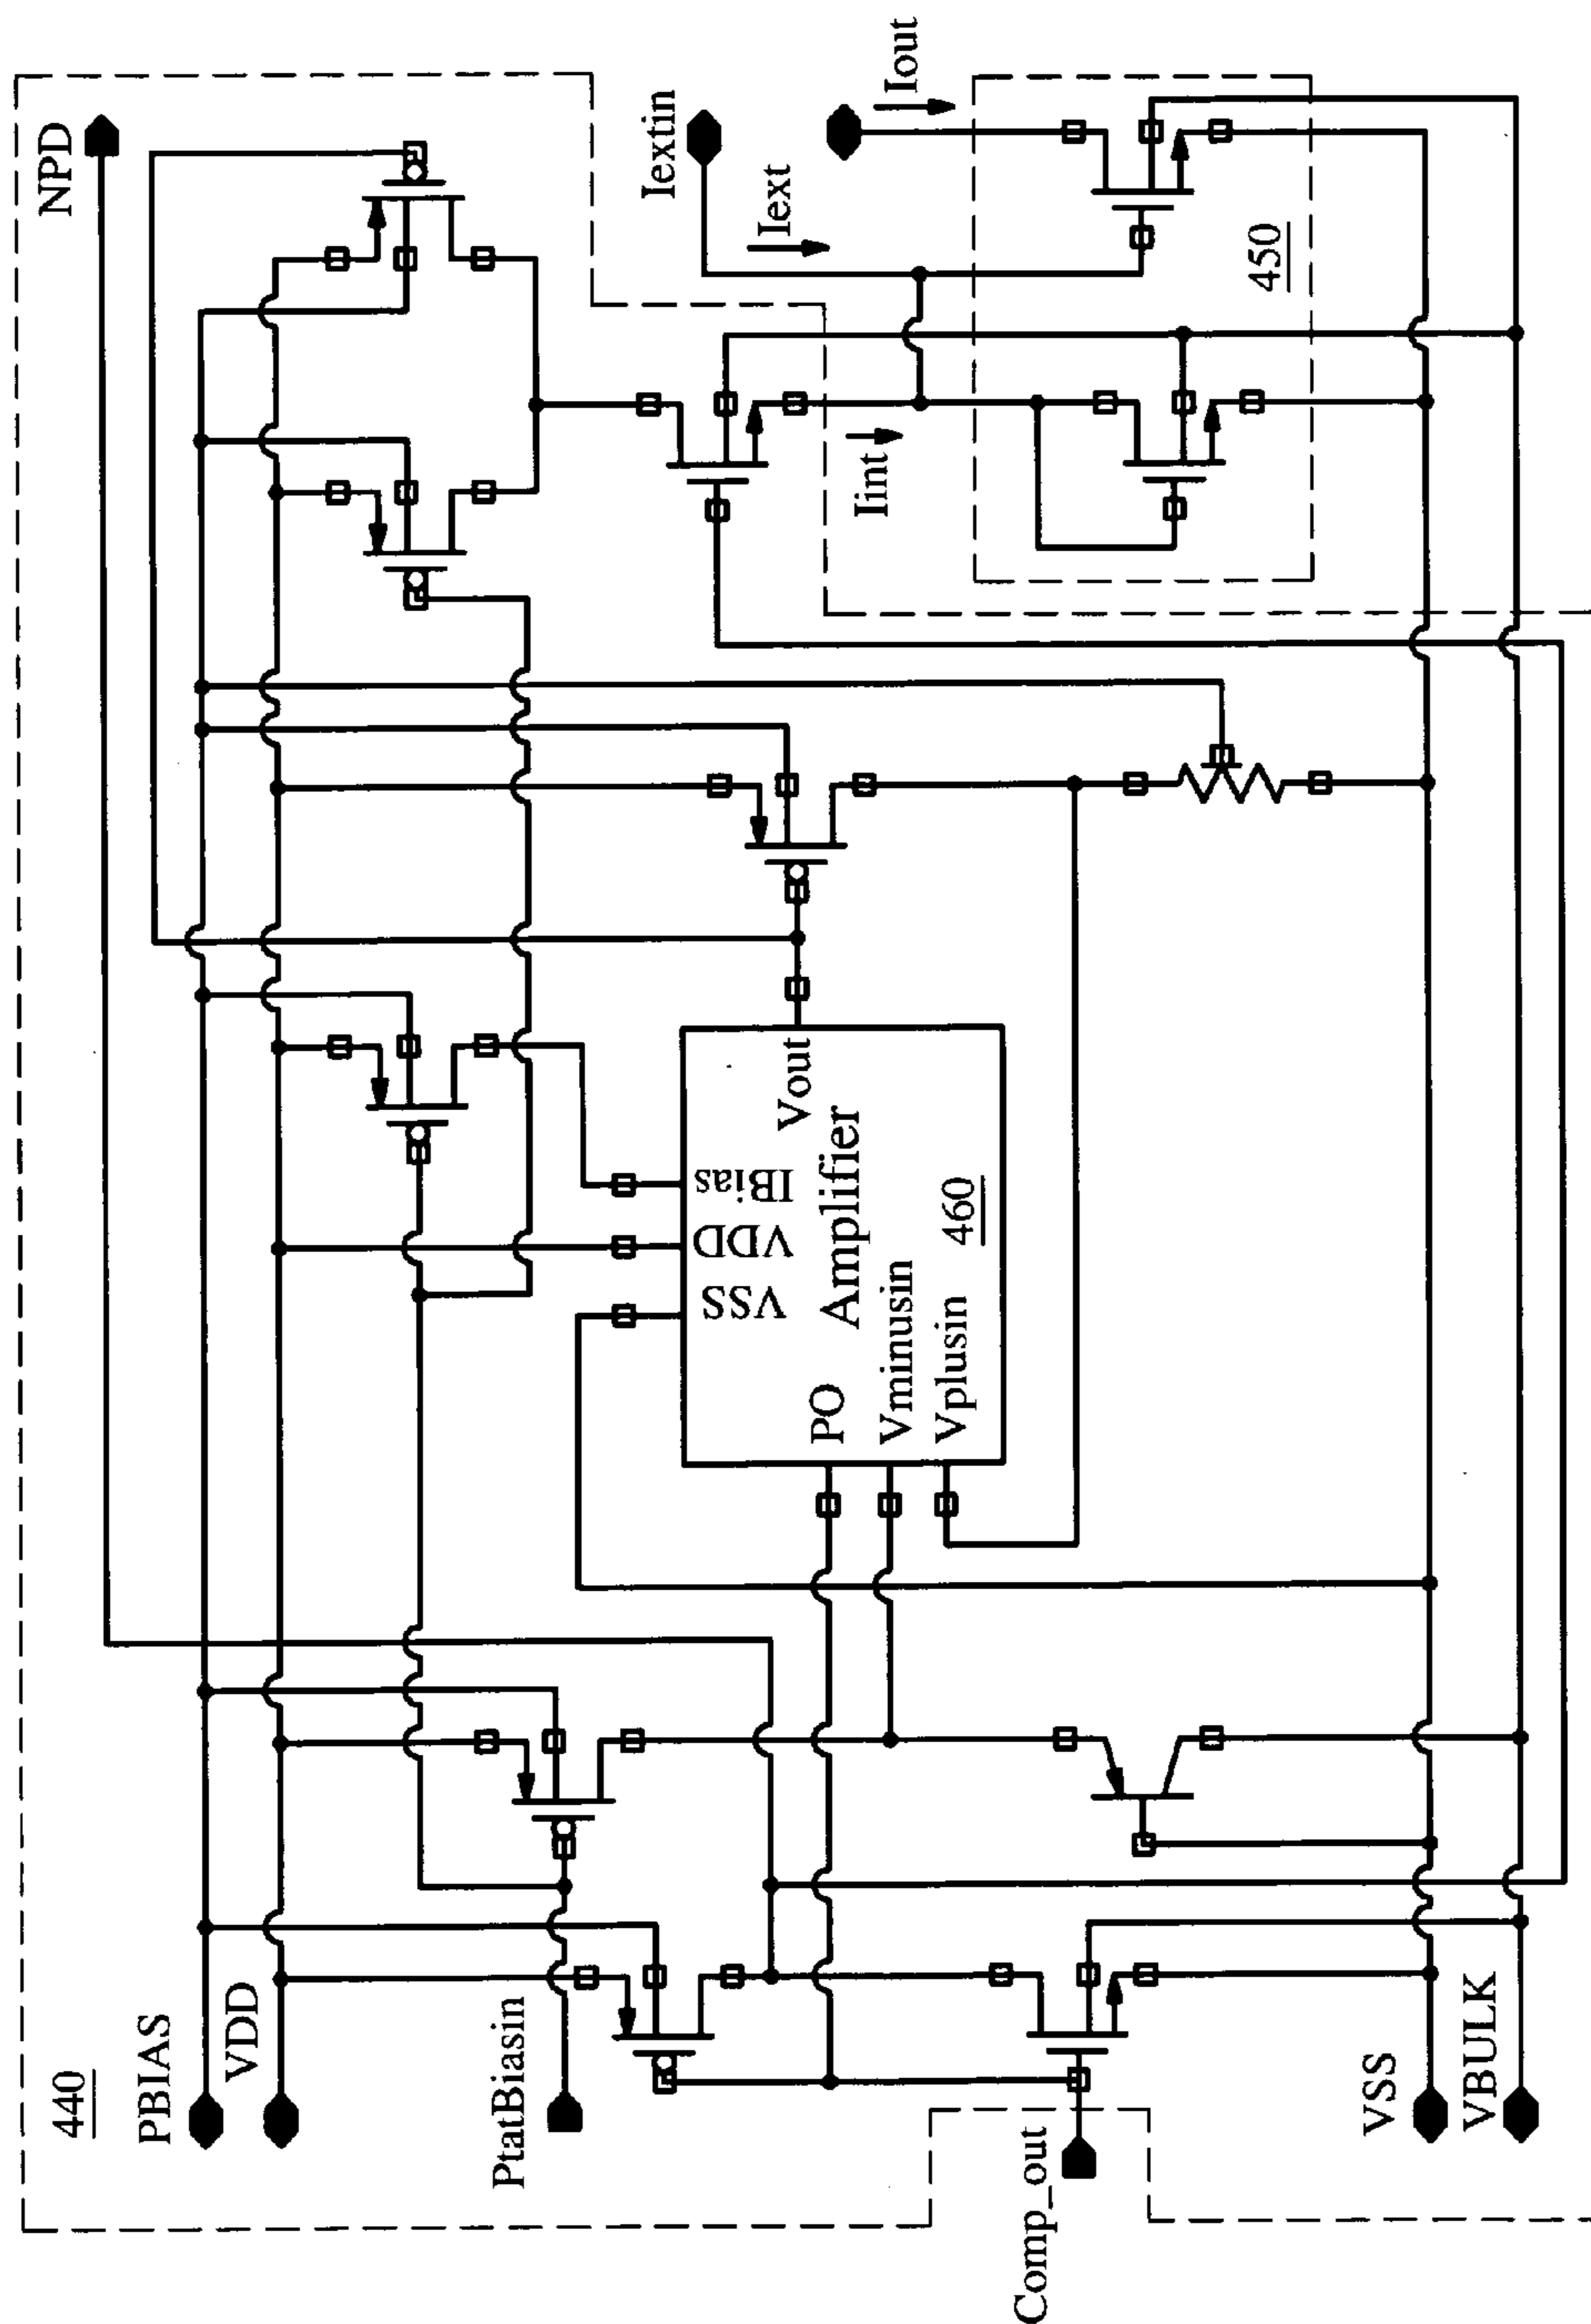 440
PBIAS
VDD
PtatBiasin
Comp_out
VSS
VBULK
NPD
PO
Vminusin
Vplusin
VSS
VDD
IBias
Amplifier
460
Vout
Iint
Iextin
Iext
Iout
450